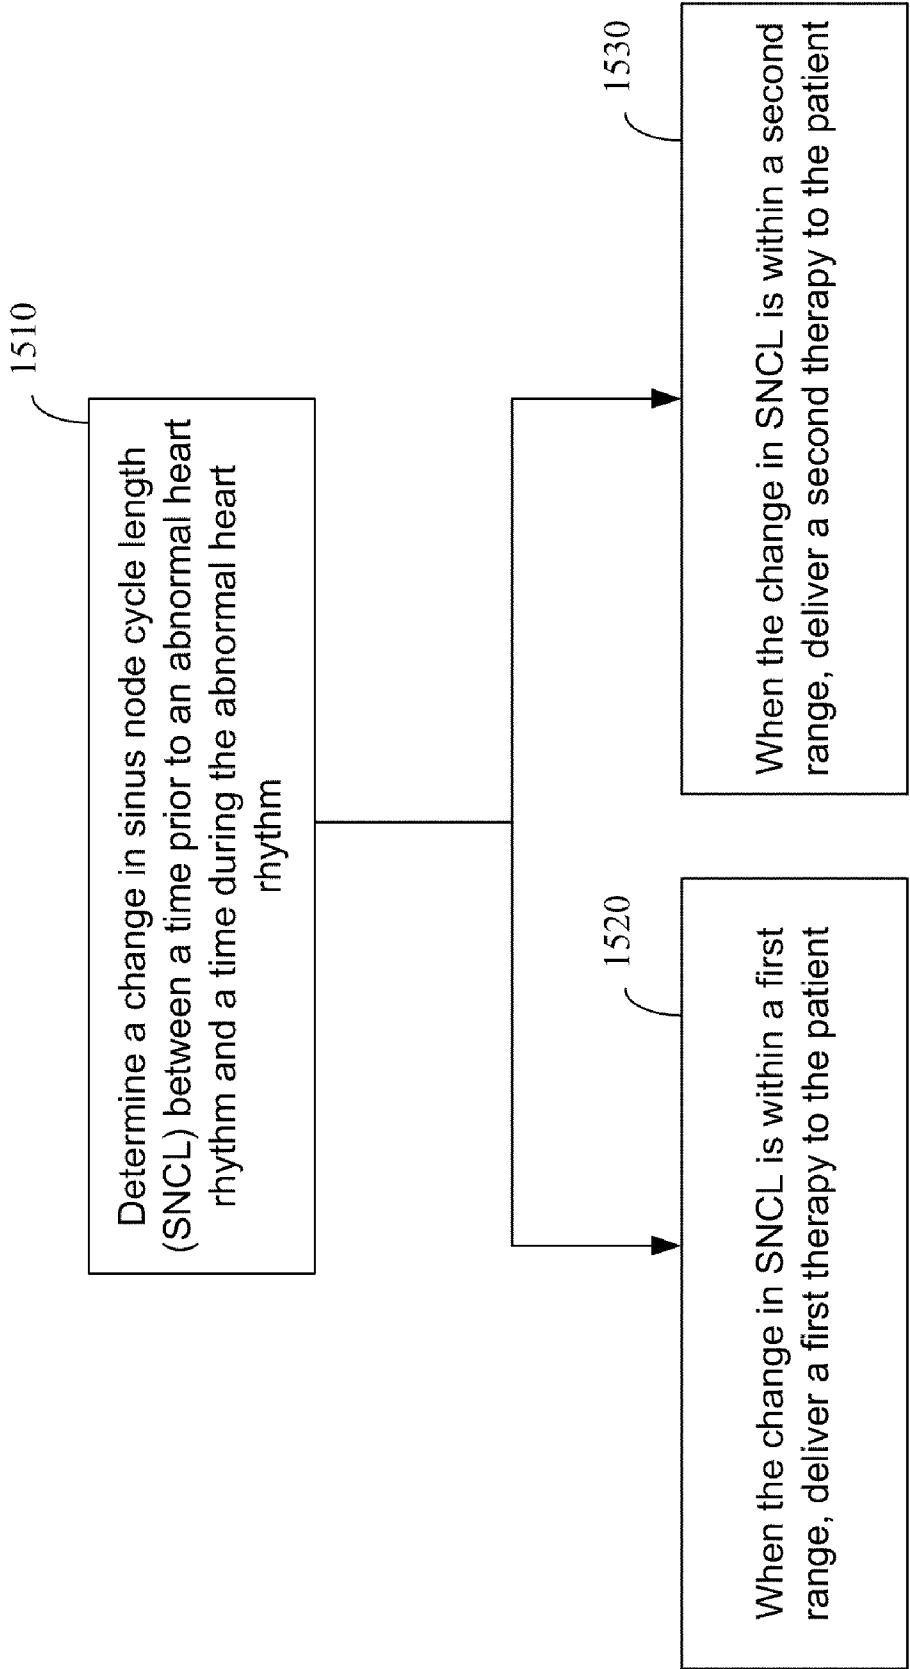 1510
Determine a change in sinus node cycle length
(SNCL) between a time prior to an abnormal heart
rhythm and a time during the abnormal heart
rhythm
1520
When the change in SNCL is within a first
range, deliver a first therapy to the patient
1530
When the change in SNCL is within a second
range, deliver a second therapy to the patient